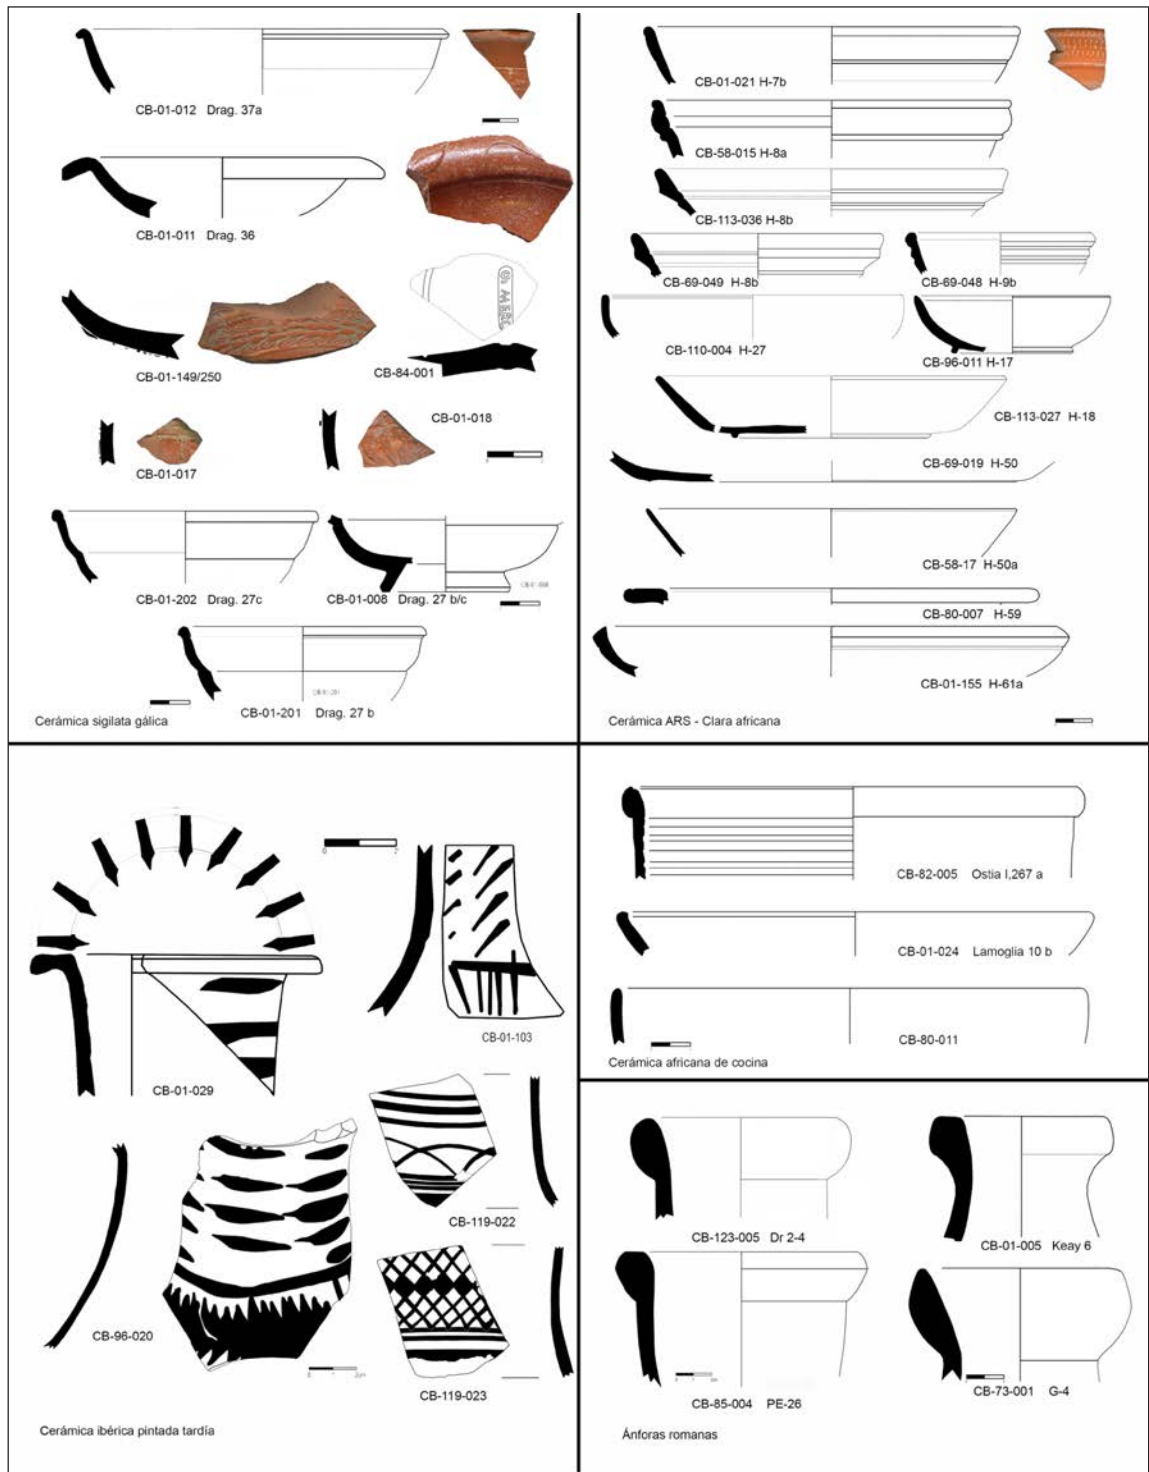 CB-01-012 Drag. 37a
CB-01-011 Drag. 36
CB-01-149/250
CB-84-001
CB-01-018
CB-01-017
CB-01-202 Drag. 27c
CB-01-008 Drag. 27 b/c
CB-01-201 Drag. 27 b
Cerámica sigilata gálica
CB-01-021 H-7b
CB-58-015 H-8a
CB-113-036 H-8b
CB-69-049 H-8b
CB-69-048 H-9b
CB-110-004 H-27
CB-96-011 H-17
CB-113-027 H-18
CB-69-019 H-50
CB-58-17 H-50a
CB-80-007 H-59
CB-01-155 H-61a
Cerámica ARS - Clara africana
CB-01-103
CB-01-029
CB-119-022
CB-96-020
CB-119-023
Cerámica ibérica pintada tardía
CB-82-005 Ostia I,267 a
CB-01-024 Lamoglia 10 b
CB-80-011
Cerámica africana de cocina
CB-123-005 Dr 2-4
CB-01-005 Keay 6
CB-85-004 PE-26
CB-73-001 G-4
Ánforas romanas